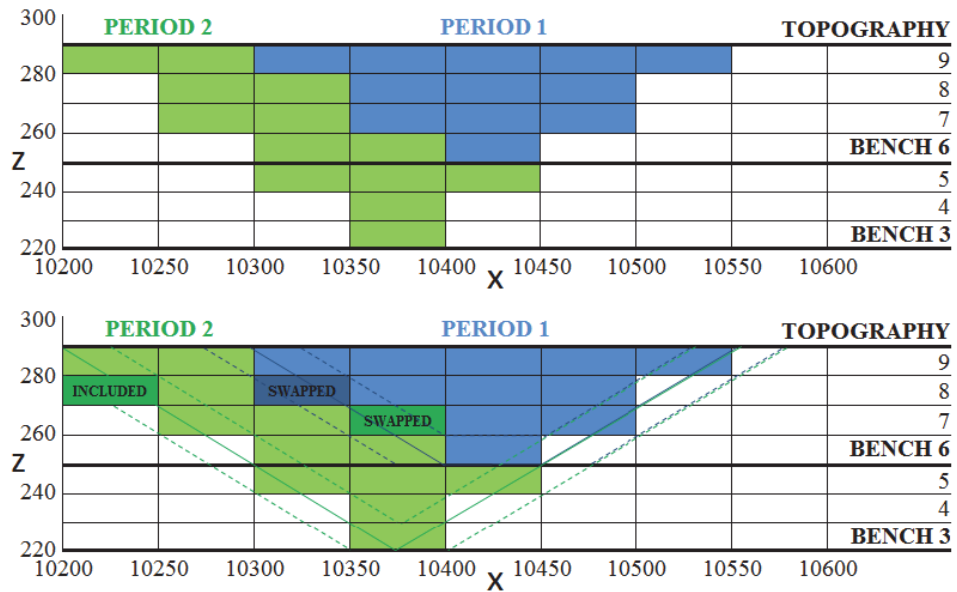 300
PERIOD 2 PERIOD 1 TOPOGRAPHY
9
280
8
7
260
BENCH 6
Z
5
240
4
BENCH 3
220
10200 10250 10300 10350 10400 10450 10500 10550 10600
X
300
PERIOD 2 PERIOD 1 TOPOGRAPHY
9
280
INCLUDED SWAPPED 8
SWAPPED 7
260
BENCH 6
Z
5
240
4
BENCH 3
220
10200 10250 10300 10350 10400 10450 10500 10550 10600
X